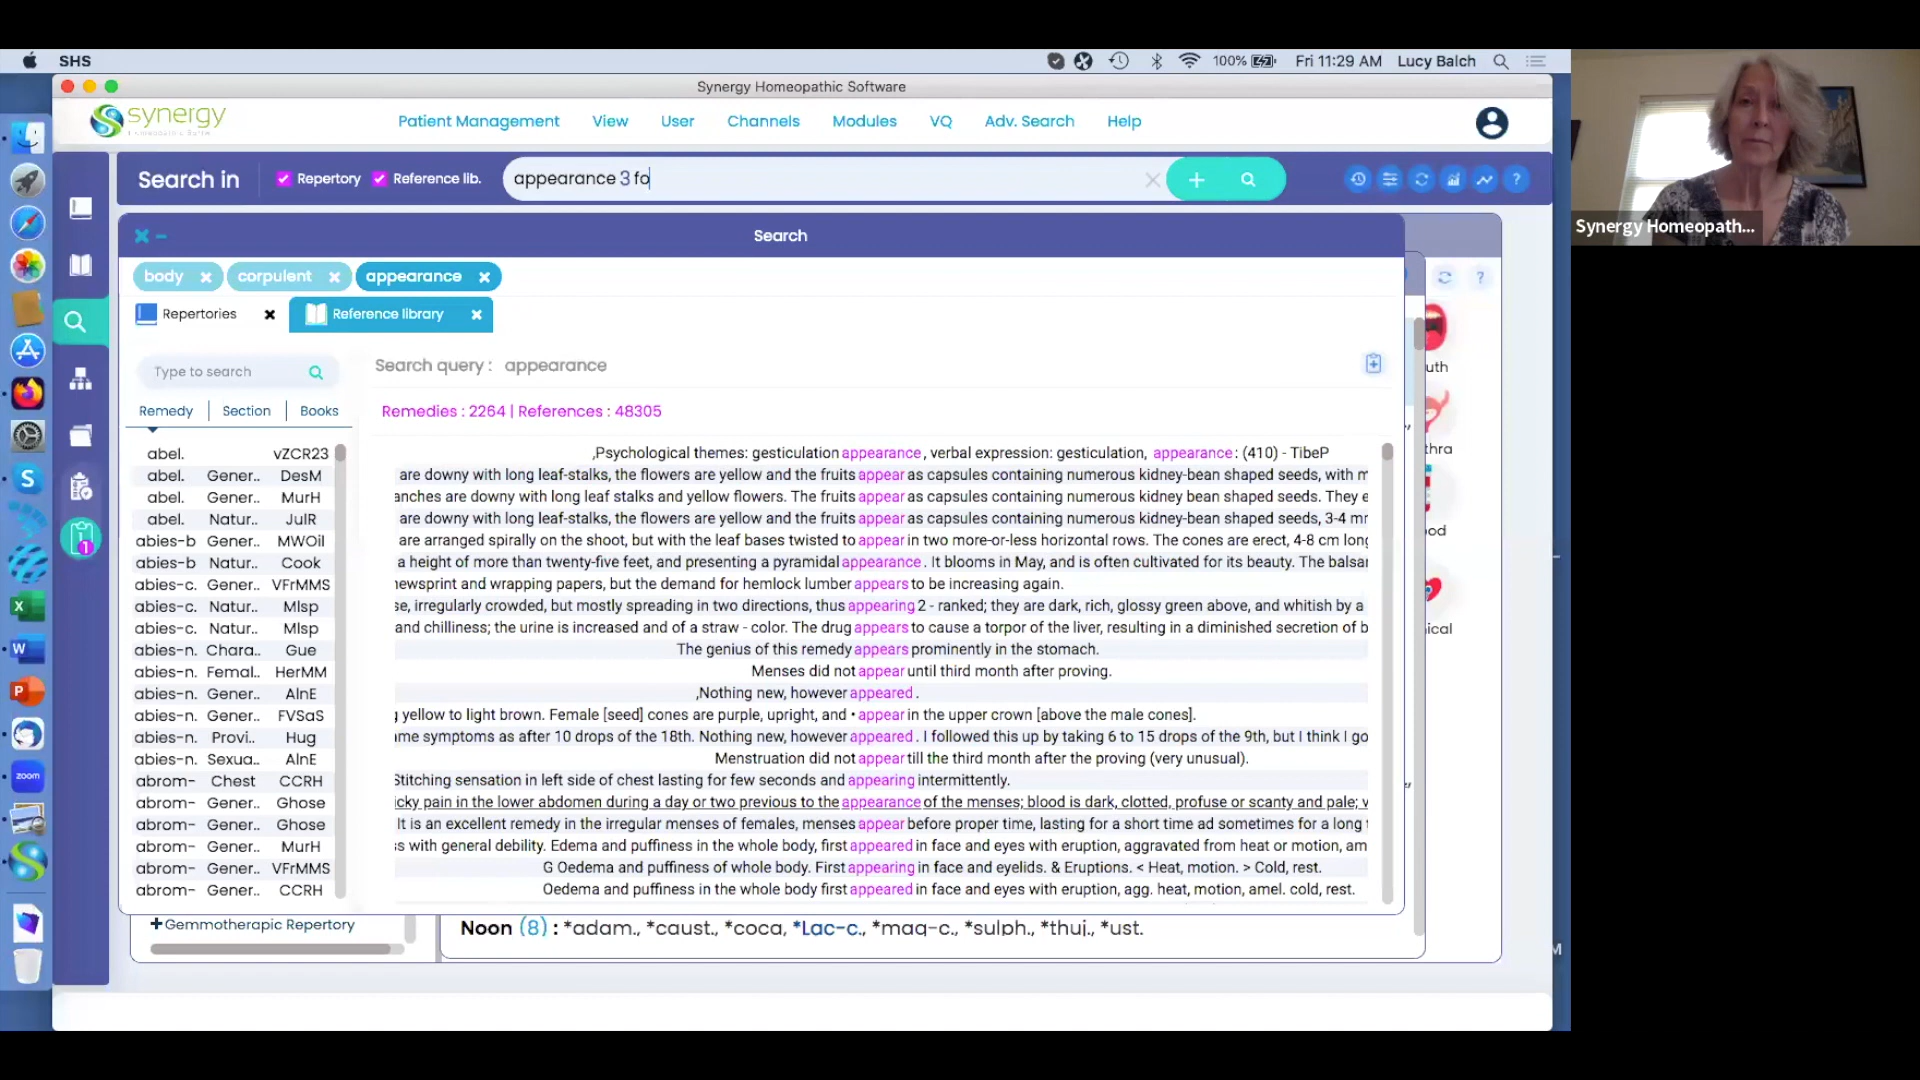 SHS
100%
Fri 11:29 AM
Lucy Balch
Synergy Homeopathic Software
synergy
Patient Management
View
User
Channels
Modules
VQ
Adv. Search
Help
Search in
Repertory
Reference lib.
appearance 3 fo
Synergy Homeopath...
Search
body
corpulent
appearance
Repertories
Reference library
Type to search
Search query : appearance
Remedy
Section
Books
Remedies : 2264 | References : 48305
abel. vZCR23
abel. Gener.. DesM
abel. Gener.. MurH
abel. Natur.. JulR
abies-b Gener.. MWOil
abies-b Natur.. Cook
abies-c. Gener.. VFrMMS
abies-c. Natur.. Mlsp
abies-c. Natur.. Mlsp
abies-n. Chara.. Gue
abies-n. Femal.. HerMM
abies-n. Gener.. AlnE
abies-n. Gener.. FVSaS
abies-n. Provi.. Hug
abies-n. Sexua.. AlnE
abrom- Chest CCRH
abrom- Gener.. Ghose
abrom- Gener.. Ghose
abrom- Gener.. MurH
abrom- Gener.. VFrMMS
abrom- Gener.. CCRH
,Psychological themes: gesticulation appearance , verbal expression: gesticulation, appearance : (410) - TibeP
are downy with long leaf-stalks, the flowers are yellow and the fruits appear as capsules containing numerous kidney-bean shaped seeds, with m
anches are downy with long leaf stalks and yellow flowers. The fruits appear as capsules containing numerous kidney bean shaped seeds. They e
are downy with long leaf-stalks, the flowers are yellow and the fruits appear as capsules containing numerous kidney-bean shaped seeds, 3-4 mr
are arranged spirally on the shoot, but with the leaf bases twisted to appear in two more-or-less horizontal rows. The cones are erect, 4-8 cm long
a height of more than twenty-five feet, and presenting a pyramidal appearance . It blooms in May, and is often cultivated for its beauty. The balsar
newsprint and wrapping papers, but the demand for hemlock lumber appears to be increasing again.
se, irregularly crowded, but mostly spreading in two directions, thus appearing 2 - ranked; they are dark, rich, glossy green above, and whitish by a
and chilliness; the urine is increased and of a straw - color. The drug appears to cause a torpor of the liver, resulting in a diminished secretion of b
The genius of this remedy appears prominently in the stomach.
Menses did not appear until third month after proving.
,Nothing new, however appeared .
g yellow to light brown. Female [seed] cones are purple, upright, and • appear in the upper crown [above the male cones].
ame symptoms as after 10 drops of the 18th. Nothing new, however appeared . I followed this up by taking 6 to 15 drops of the 9th, but I think I go
Menstruation did not appear till the third month after the proving (very unusual).
Stitching sensation in left side of chest lasting for few seconds and appearing intermittently.
icky pain in the lower abdomen during a day or two previous to the appearance of the menses; blood is dark, clotted, profuse or scanty and pale; v
It is an excellent remedy in the irregular menses of females, menses appear before proper time, lasting for a short time ad sometimes for a long
ss with general debility. Edema and puffiness in the whole body, first appeared in face and eyes with eruption, aggravated from heat or motion, am
G Oedema and puffiness of whole body. First appearing in face and eyelids. & Eruptions. < Heat, motion. > Cold, rest.
Oedema and puffiness in the whole body first appeared in face and eyes with eruption, agg. heat, motion, amel. cold, rest.
uth
thra
od
ical
+Gemmotherapic Repertory
Noon (8) : *adam., *caust., *coca, *Lac-c., *mag-c., *sulph., *thuj., *ust.
W
P
zoom
1
M